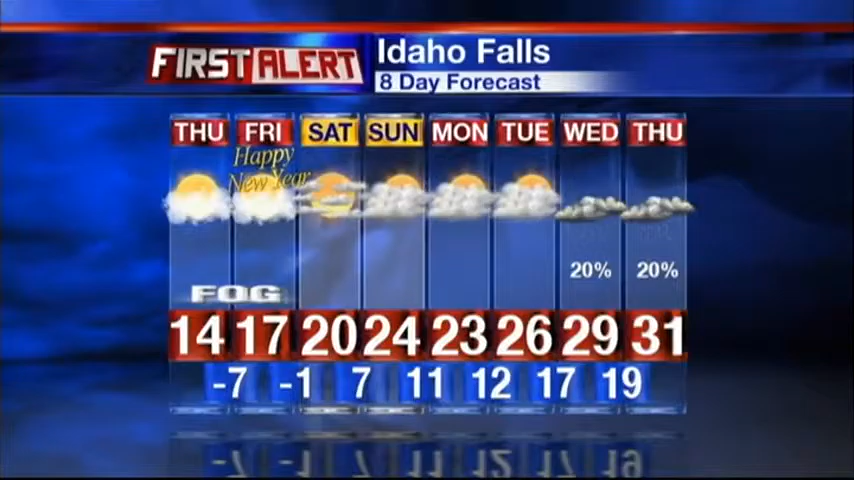 FIRST ALERT
Idaho Falls
8 Day Forecast
THU FRI SAT SUN MON TUE WED THU
Happy
New Year
20% 20%
FOG
14 17 20 24 23 26 29 31
-7 -1 7 11 12 17 19